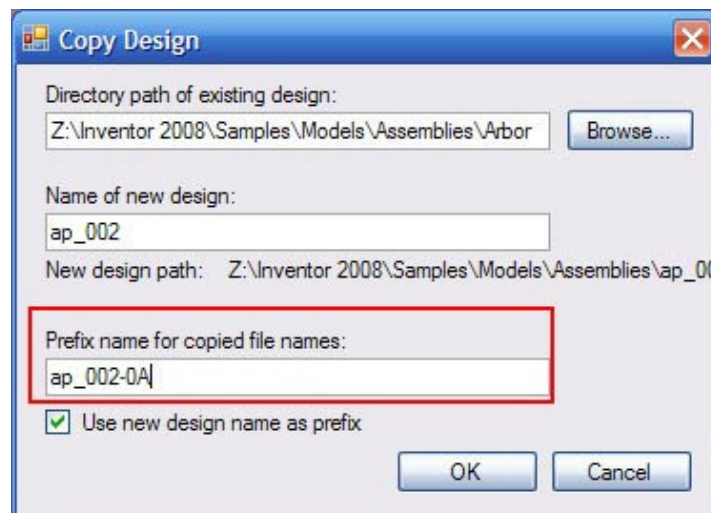 Copy Design
Directory path of existing design:
Z:\Inventor 2008\Samples\Models\Assemblies\Arbor
Browse...
Name of new design:
ap_002
New design path: Z:\Inventor 2008\Samples\Models\Assemblies\ap_00
Prefix name for copied file names:
ap_002-0A
Use new design name as prefix
OK Cancel